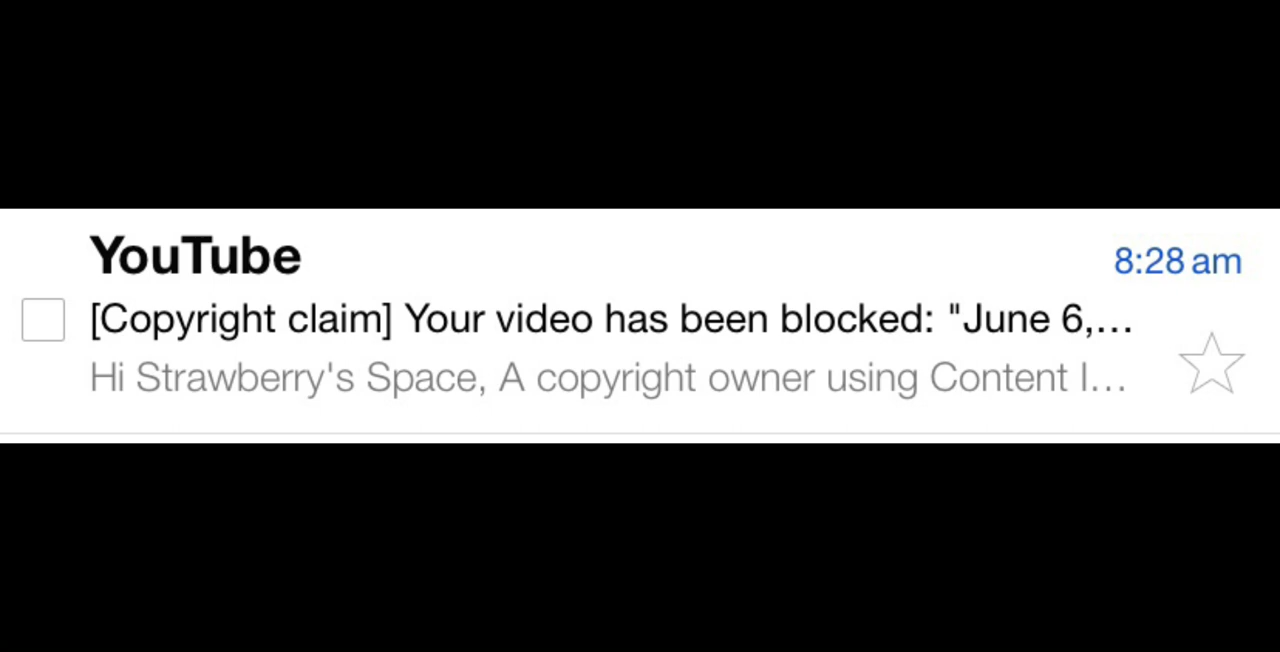 YouTube
8:28 am
[Copyright claim] Your video has been blocked: "June 6,...
Hi Strawberry's Space, A copyright owner using Content I...